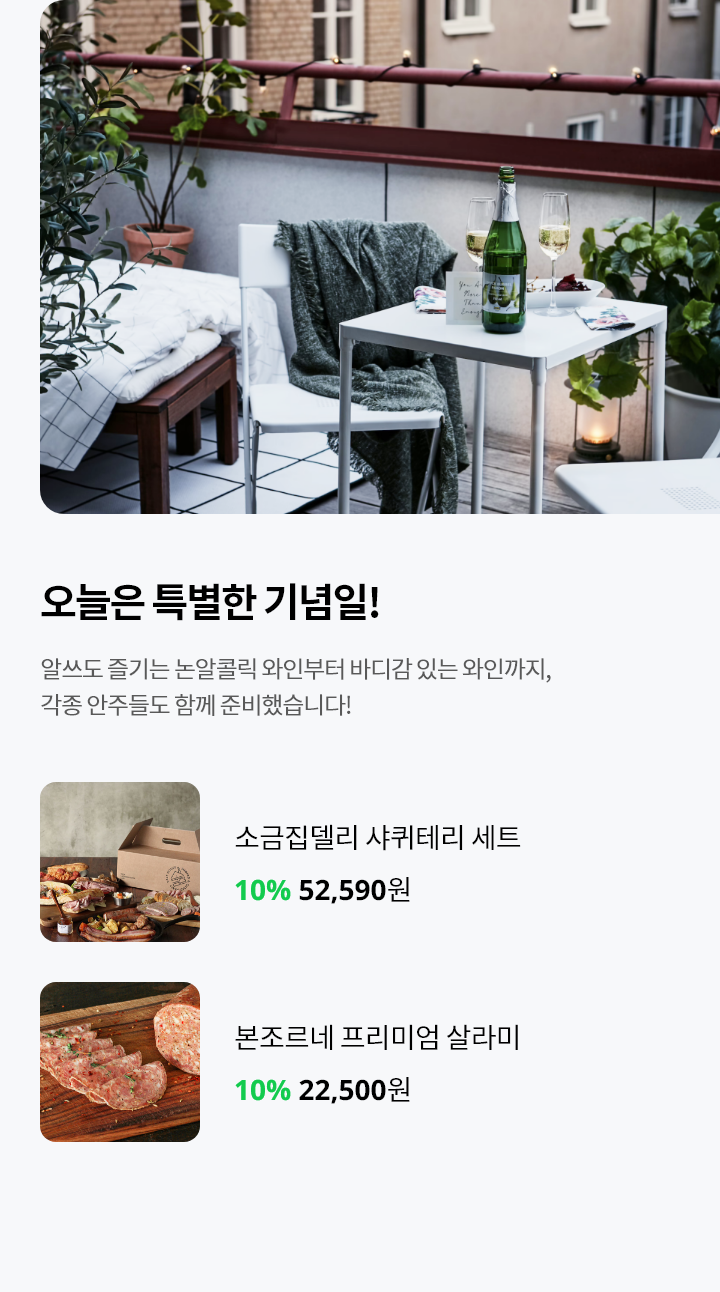 오늘은 특별한 기념일!
알쓰도 즐기는 논알콜릭 와인부터 바디감 있는 와인까지,
각종 안주들도 함께 준비했습니다!
소금집델리 샤퀴테리 세트
10% 52,590원
본조르네 프리미엄 살라미
10% 22,500원